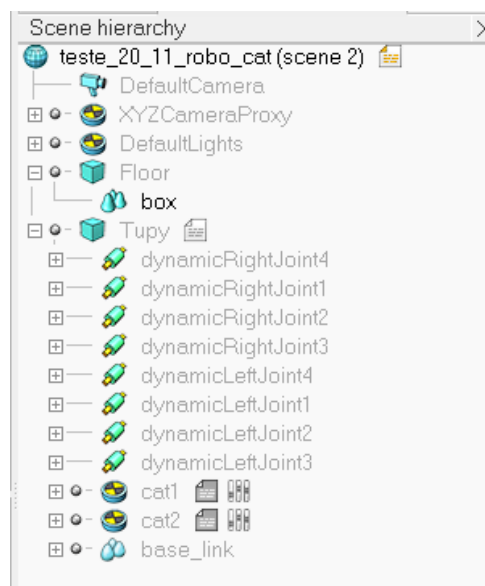 Scene hierarchy
teste_20_11_robo_cat (scene 2)
DefaultCamera
XYZCameraProxy
DefaultLights
Floor
box
Tupy
dynamicRightJoint4
dynamicRightJoint1
dynamicRightJoint2
dynamicRightJoint3
dynamicLeftJoint4
dynamicLeftJoint1
dynamicLeftJoint2
dynamicLeftJoint3
cat1
cat2
base_link